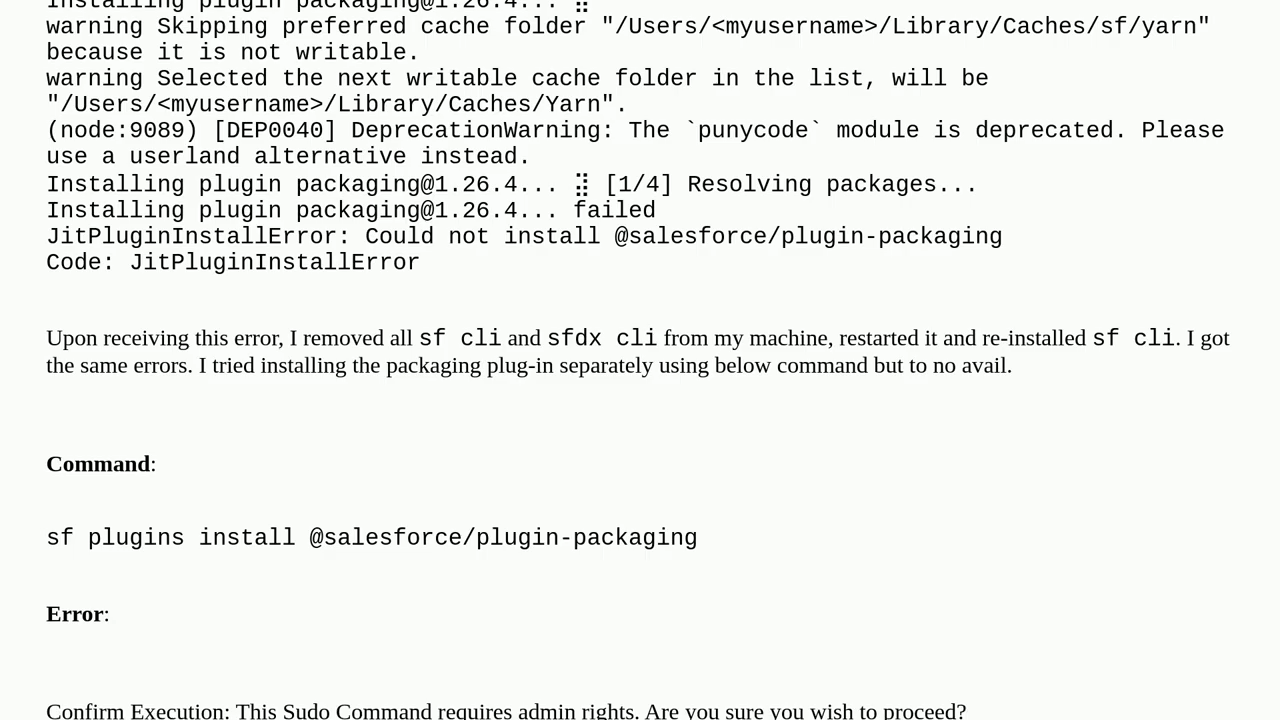 Installing plugin packaging@1.26.4... ⣻
warning Skipping preferred cache folder "/Users/<myusername>/Library/Caches/sf/yarn"
because it is not writable.
warning Selected the next writable cache folder in the list, will be
"/Users/<myusername>/Library/Caches/Yarn".
(node:9089) [DEP0040] DeprecationWarning: The `punycode` module is deprecated. Please
use a userland alternative instead.
Installing plugin packaging@1.26.4... ⣻ [1/4] Resolving packages...
Installing plugin packaging@1.26.4... failed
JitPluginInstallError: Could not install @salesforce/plugin-packaging
Code: JitPluginInstallError
Upon receiving this error, I removed all sf cli and sfdx cli from my machine, restarted it and re-installed sf cli. I got
the same errors. I tried installing the packaging plug-in separately using below command but to no avail.
Command:
sf plugins install @salesforce/plugin-packaging
Error:
Confirm Execution: This Sudo Command requires admin rights. Are you sure you wish to proceed?